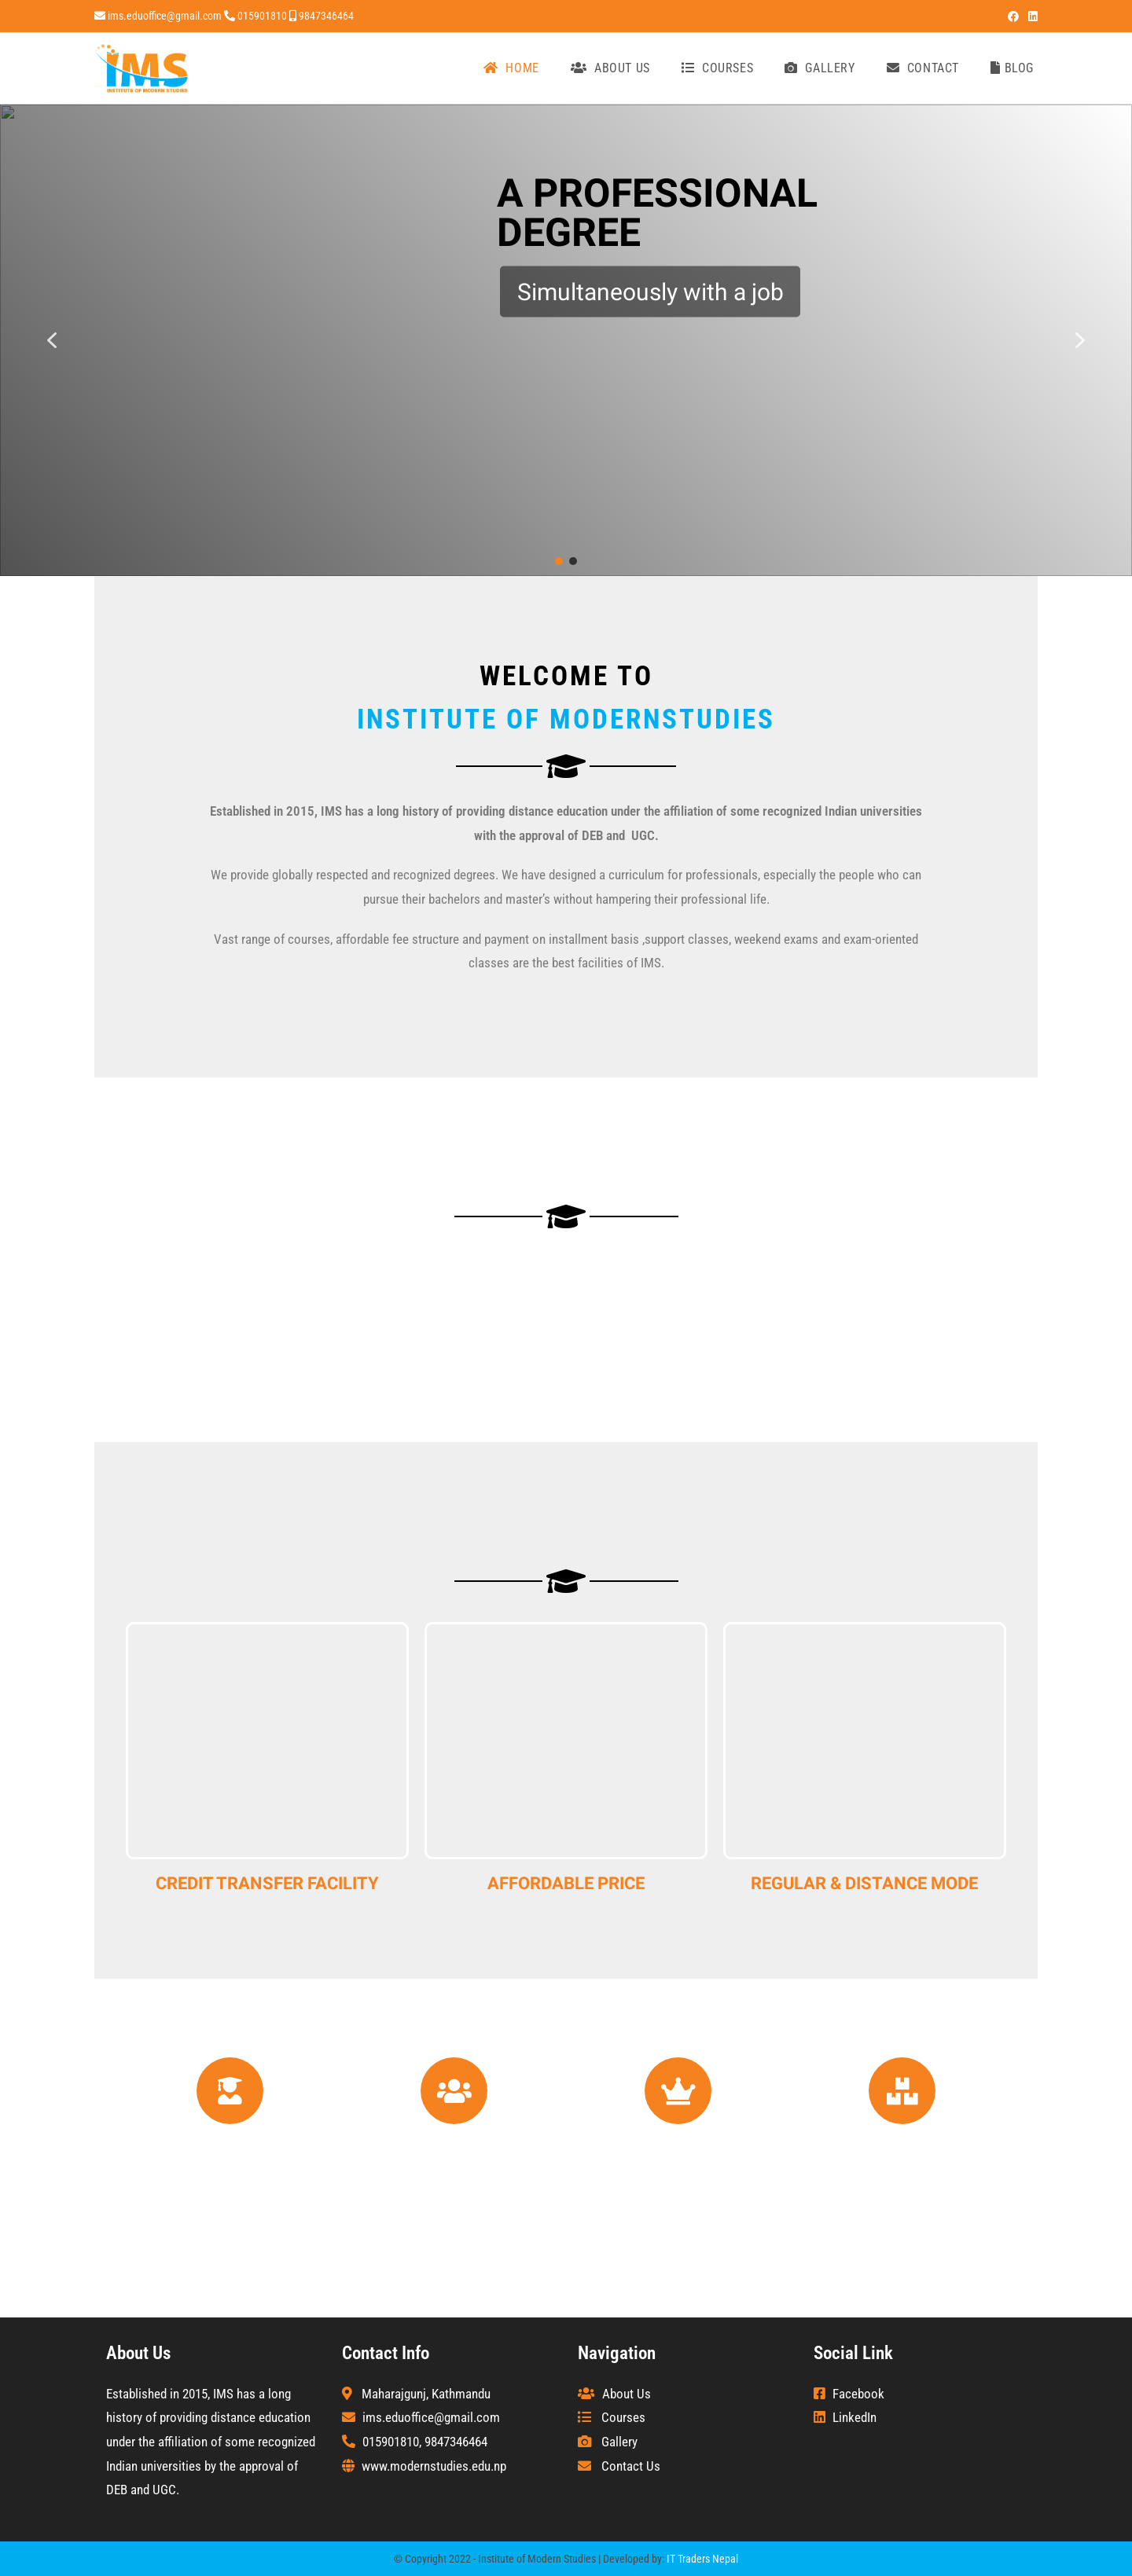 ims.eduoffice@gmail.com 015901810 9847346464
IMS
INSTITUTE OF MODERN STUDIES
HOME ABOUT US COURSES GALLERY CONTACT BLOG
A PROFESSIONAL
DEGREE
Simultaneously with a job
WELCOME TO
INSTITUTE OF MODERNSTUDIES
Established in 2015, IMS has a long history of providing distance education under the affiliation of some recognized Indian universities
with the approval of DEB and  UGC.
We provide globally respected and recognized degrees. We have designed a curriculum for professionals, especially the people who can
pursue their bachelors and master’s without hampering their professional life.
Vast range of courses, affordable fee structure and payment on installment basis ,support classes, weekend exams and exam-oriented
classes are the best facilities of IMS.
CREDIT TRANSFER FACILITY
AFFORDABLE PRICE
REGULAR & DISTANCE MODE
About Us
Established in 2015, IMS has a long
history of providing distance education
under the affiliation of some recognized
Indian universities by the approval of
DEB and UGC.
Contact Info
Maharajgunj, Kathmandu
ims.eduoffice@gmail.com
015901810, 9847346464
www.modernstudies.edu.np
Navigation
About Us
Courses
Gallery
Contact Us
Social Link
Facebook
LinkedIn
© Copyright 2022 - Institute of Modern Studies | Developed by: IT Traders Nepal